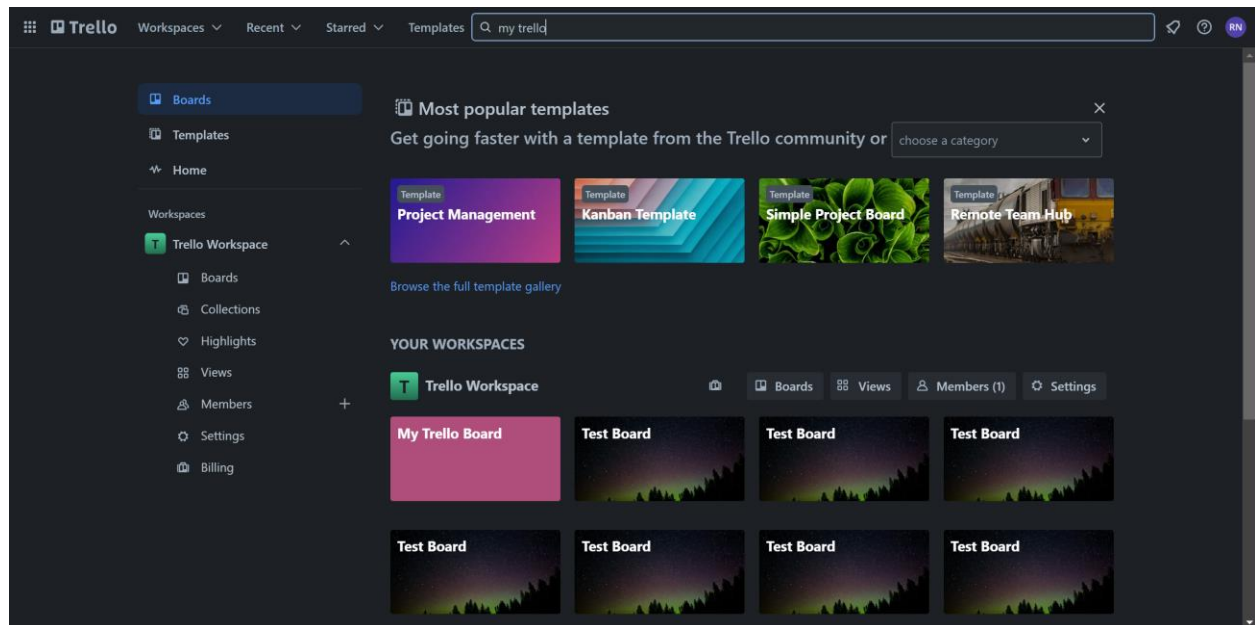 Trello Workspaces Recent Starred Templates my trello RN
Boards
Templates
Home
Workspaces
T Trello Workspace
Boards
Collections
Highlights
Views
Members
Settings
Billing
Most popular templates
Get going faster with a template from the Trello community or choose a category
Template Template Template Template
Project Management Kanban Template Simple Project Board Remote Team Hub
Browse the full template gallery
YOUR WORKSPACES
T Trello Workspace Boards Views Members (1) Settings
My Trello Board Test Board Test Board Test Board
Test Board Test Board Test Board Test Board